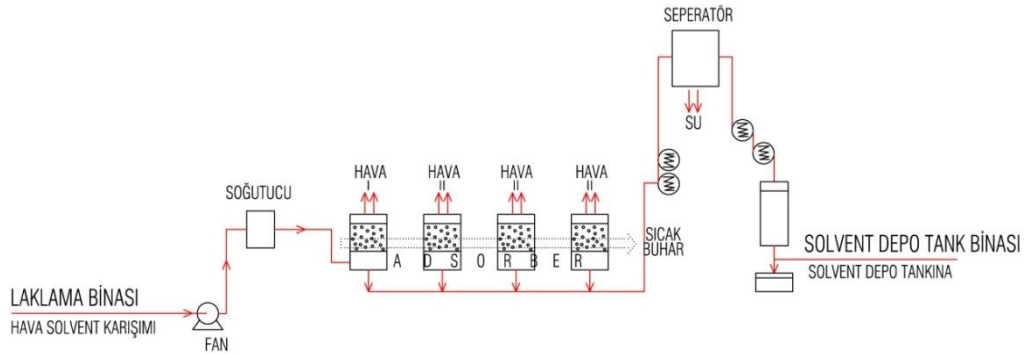 SEPERATÖR
SU
HAVA
I
HAVA
II
HAVA
II
HAVA
II
SOĞUTUCU
SICAK
BUHAR
A D S O R B E R
SOLVENT DEPO TANK BİNASI
SOLVENT DEPO TANKINA
LAKLAMA BİNASI
HAVA SOLVENT KARIŞIMI
FAN